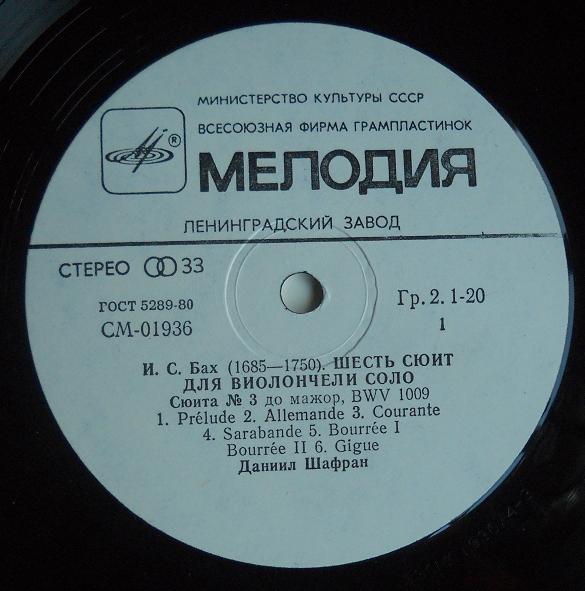 МИНИСТЕРСТВО КУЛЬТУРЫ СССР
ВСЕСОЮЗНАЯ ФИРМА ГРАМПЛАСТИНОК
® МЕЛОДИЯ
ЛЕНИНГРАДСКИЙ ЗАВОД
СТЕРЕО 33
ГОСТ 5289-80 Гр. 2. 1-20
СМ-01936 1
И. С. Бах (1685—1750). ШЕСТЬ СЮИТ
ДЛЯ ВИОЛОНЧЕЛИ СОЛО
Сюита № 3 до мажор, BWV 1009
1. Prélude 2. Allemande 3. Courante
4. Sarabande 5. Bourrée I
Bourrée II 6. Gigue
Даниил Шафран